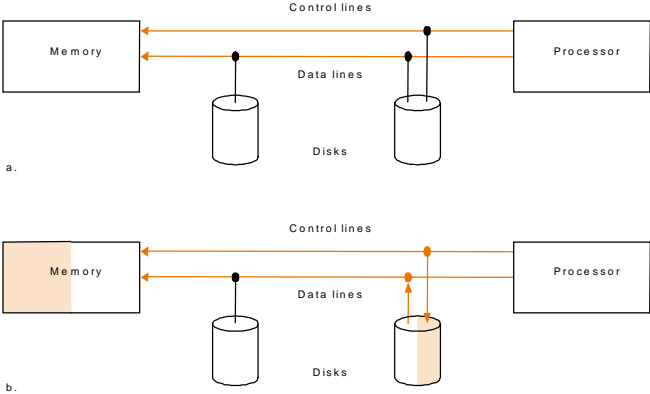 Control lines
Memory
Processor
Data lines
Disks
a.
Control lines
Memory
Processor
Data lines
Disks
b.